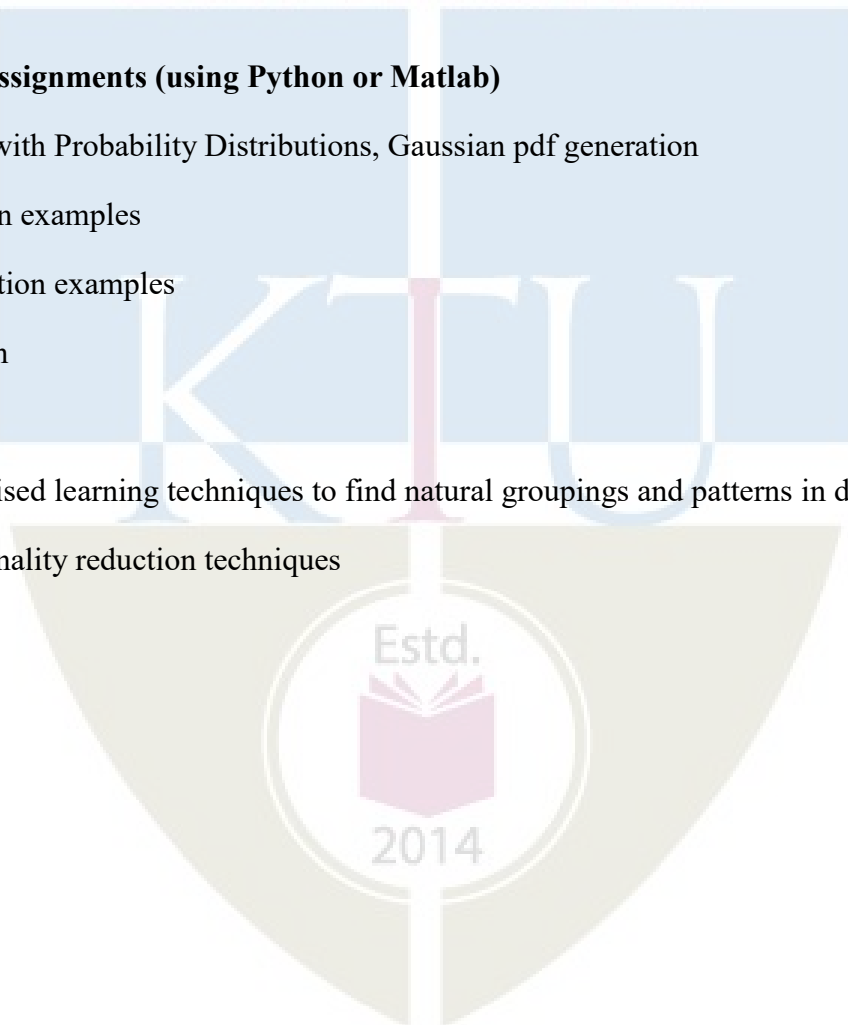 ssignments (using Python or Matlab)
with Probability Distributions, Gaussian pdf generation
n examples
tion examples
n
ised learning techniques to find natural groupings and patterns in d
nality reduction techniques
KTU
Estd.
2014